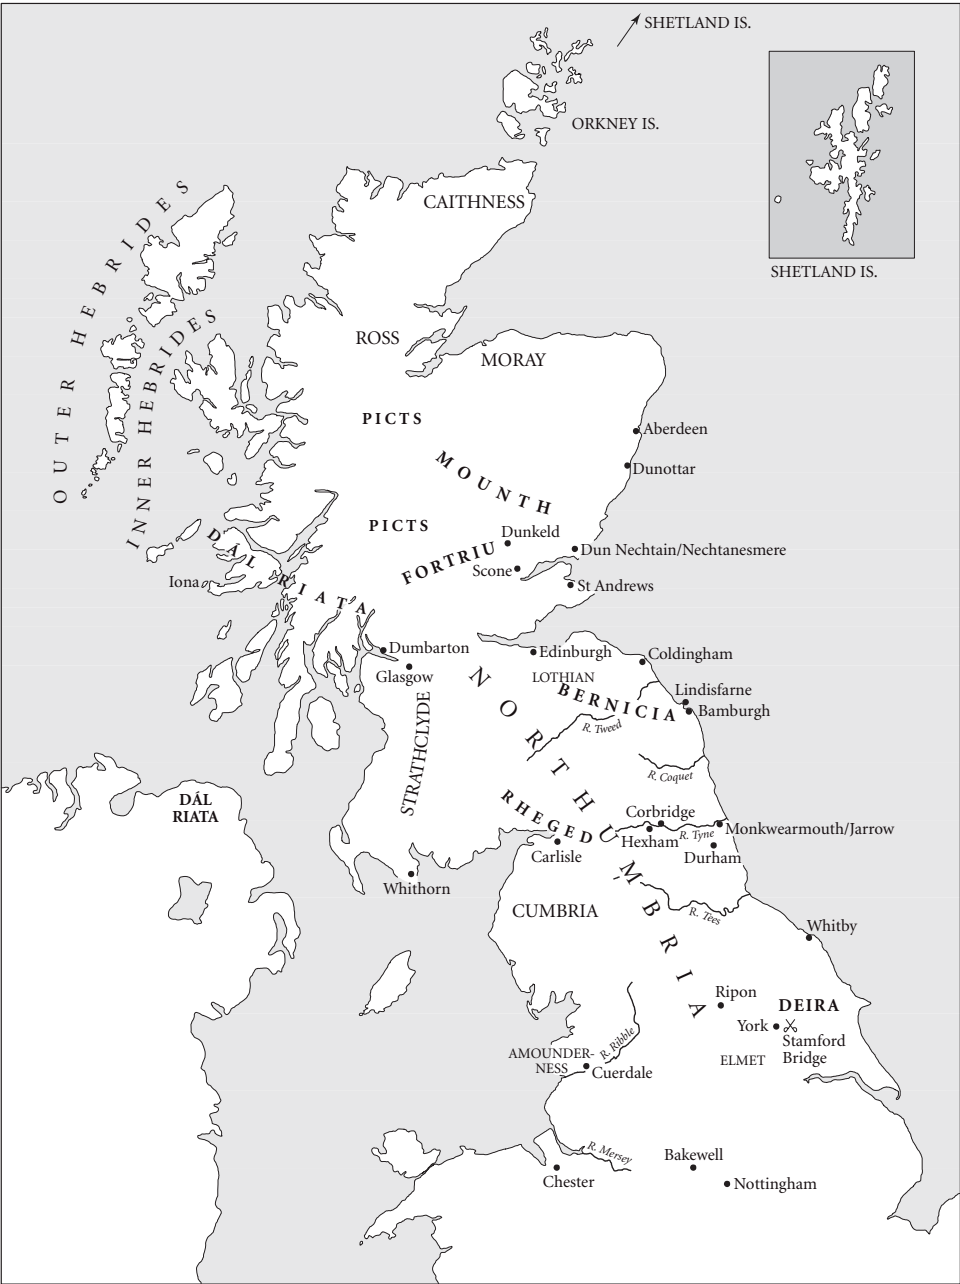 SHETLAND IS.
ORKNEY IS.
CAITHNESS
SHETLAND IS.
OUTER HEBRIDES
INNER HEBRIDES
ROSS
MORAY
PICTS
Aberdeen
MOUNTH
Dunottar
PICTS
Dunkeld
FORTRIU
Dun Nechtain/Nechtanesmere
DÁL RIATA
Scone
Iona
St Andrews
Dumbarton
Edinburgh
Coldingham
Glasgow
LOTHIAN
NORTHUMBRIA
BERNICIA
Lindisfarne
Bamburgh
R. Tweed
STRATHCLYDE
R. Coquet
DÁL
RIATA
RHEGED
Corbridge
R. Tyne
Monkwearmouth/Jarrow
Hexham
Carlisle
Durham
Whithorn
CUMBRIA
R. Tees
Whitby
Ripon
DEIRA
York
Stamford
Bridge
R. Ribble
AMOUNDER-
NESS
ELMET
Cuerdale
R. Mersey
Bakewell
Chester
Nottingham